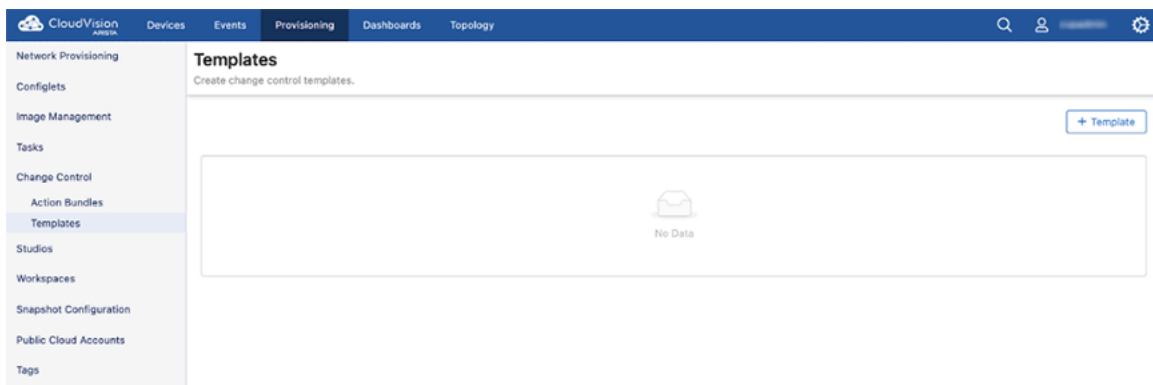 CloudVision
ARISTA
Devices Events Provisioning Dashboards Topology
Network Provisioning
Configlets
Image Management
Tasks
Change Control
Action Bundles
Templates
Studios
Workspaces
Snapshot Configuration
Public Cloud Accounts
Tags
Templates
Create change control templates.
+ Template
No Data